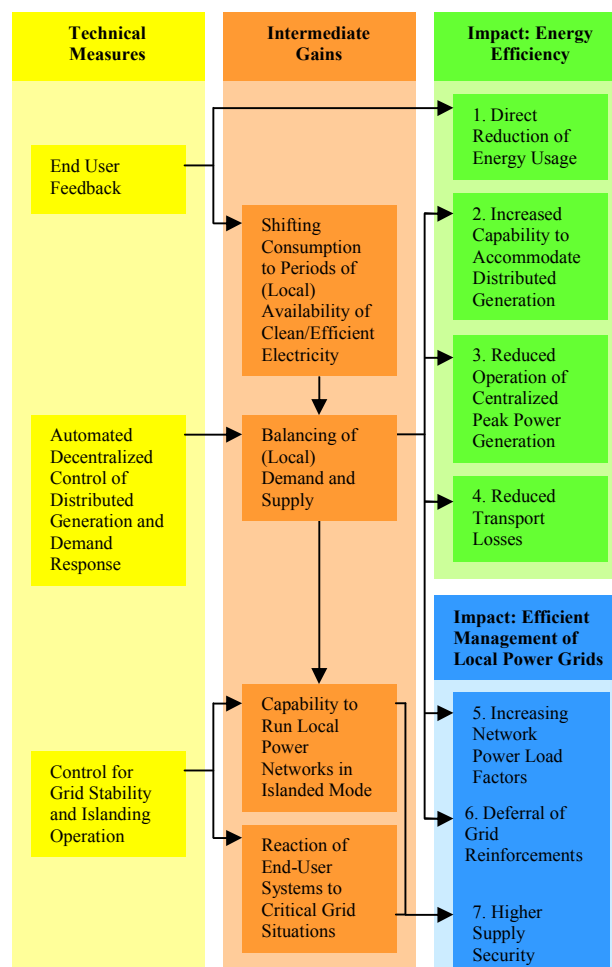 Technical
Measures
Intermediate
Gains
Impact: Energy
Efficiency
End User
Feedback
Automated
Decentralized
Control of
Distributed
Generation and
Demand
Response
Control for
Grid Stability
and Islanding
Operation
Shifting
Consumption
to Periods of
(Local)
Availability of
Clean/Efficient
Electricity
Balancing of
(Local)
Demand and
Supply
Capability to
Run Local
Power
Networks in
Islanded Mode
Reaction of
End-User
Systems to
Critical Grid
Situations
1. Direct
Reduction of
Energy Usage
2. Increased
Capability to
Accommodate
Distributed
Generation
3. Reduced
Operation of
Centralized
Peak Power
Generation
4. Reduced
Transport
Losses
Impact: Efficient
Management of
Local Power Grids
5. Increasing
Network
Power Load
Factors
6. Deferral of
Grid
Reinforcements
7. Higher
Supply
Security